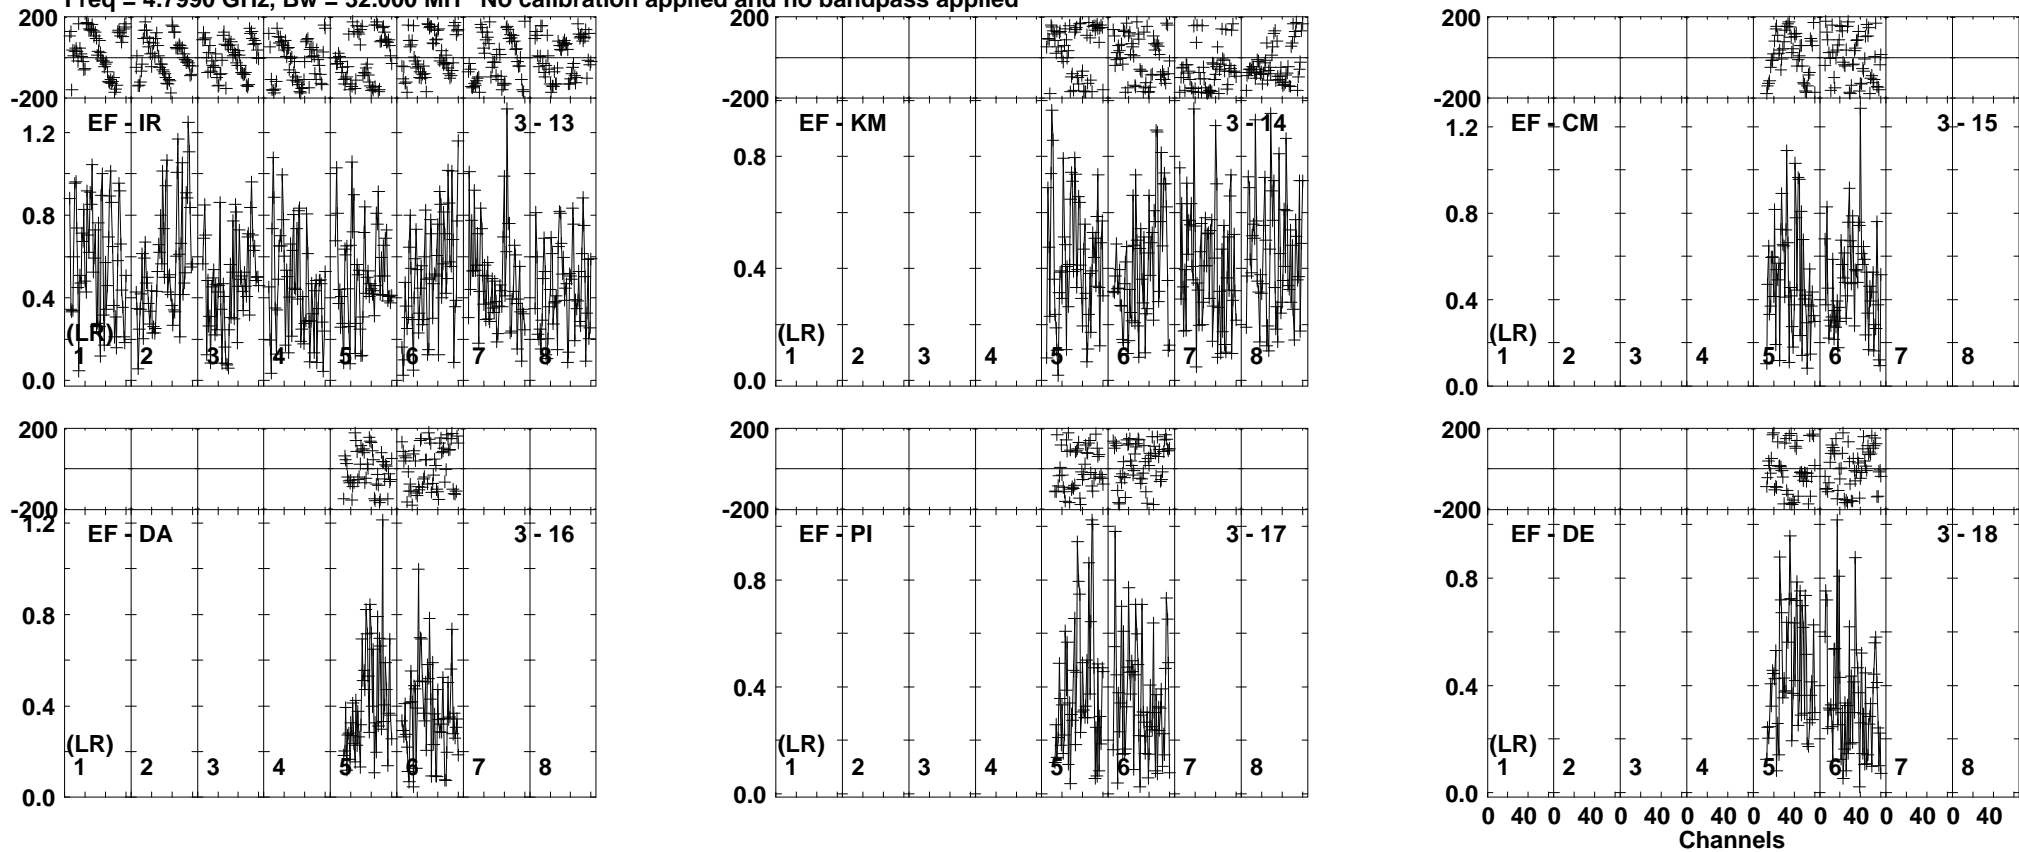 Freq = 4.7990 GHz, Bw = 32.000 MH No calibration applied and no bandpass applied
200
-200
EF - IR 3 - 13
1.2
0.8
0.4
0.0
(LR)
1 2 3 4 5 6 7 8
200
-200
EF - KM 3 - 14
0.8
0.4
0.0
(LR)
1 2 3 4 5 6 7 8
200
-200
EF - CM 3 - 15
1.2
0.8
0.4
0.0
(LR)
1 2 3 4 5 6 7 8
200
-200
1.2
EF - DA 3 - 16
0.8
0.4
0.0
(LR)
1 2 3 4 5 6 7 8
200
-200
EF - PI 3 - 17
0.8
0.4
0.0
(LR)
1 2 3 4 5 6 7 8
200
-200
EF - DE 3 - 18
0.8
0.4
0.0
(LR)
1 2 3 4 5 6 7 8
0 40 0 40 0 40 0 40 0 40 0 40 0 40 0 40
Channels